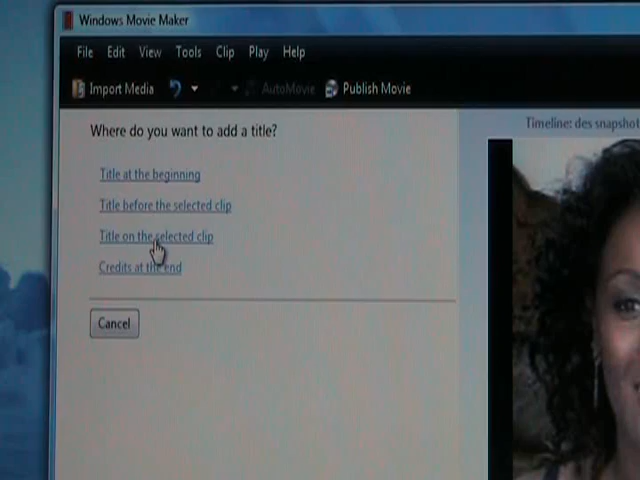 Windows Movie Maker
File Edit View Tools Clip Play Help
Import Media AutoMovie Publish Movie
Where do you want to add a title?
Timeline: des snapshot
Title at the beginning
Title before the selected clip
Title on the selected clip
Credits at the end
Cancel